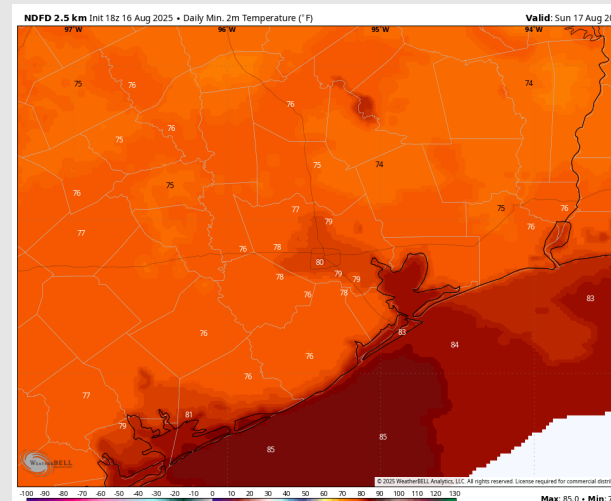 NDFD 2.5 km Init 18z 16 Aug 2025 • Daily Min. 2m Temperature (°F)
Valid: Sun 17 Aug 20
97°W 96°W 95°W 94°W
75 76 74
76
76
75
75 74
75
76
77 75 76
79 76
77
76 78
80
78 79 79
76 78
83
76 83
84
76
76
77
81
79
85 85
WeatherBELL
© 2025 WeatherBELL Analytics, LLC. All rights reserved. License required for commercial distri
-100 -90 -80 -70 -60 -50 -40 -30 -20 -10 0 10 20 30 40 50 60 70 80 90 100 110 120 130
Max: 85.0 • Min: